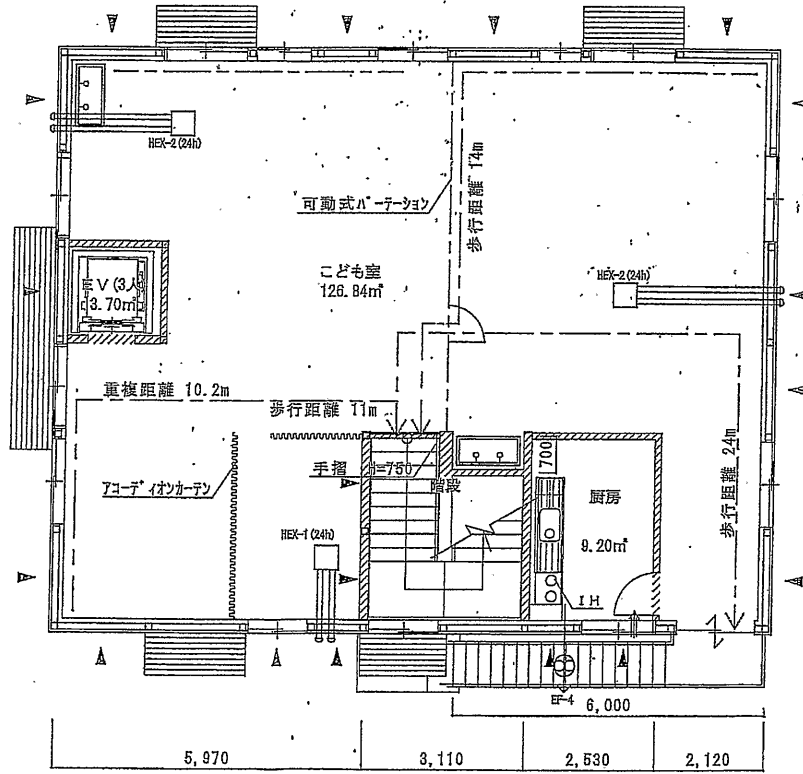 HEX-2(24h)
可動式パーテーション
歩行距離 14m
こども室
126.84㎡
HEX-2(24h)
EV(3人)
3.70㎡
重複距離 10.2m
歩行距離 11m
手摺 H=750
階段
700
厨房
9.20㎡
アコーディオンカーテン
歩行距離 24m
HEX-1(24h)
IH
EF-4
6,000
5,970
3,110
2,530
2,120